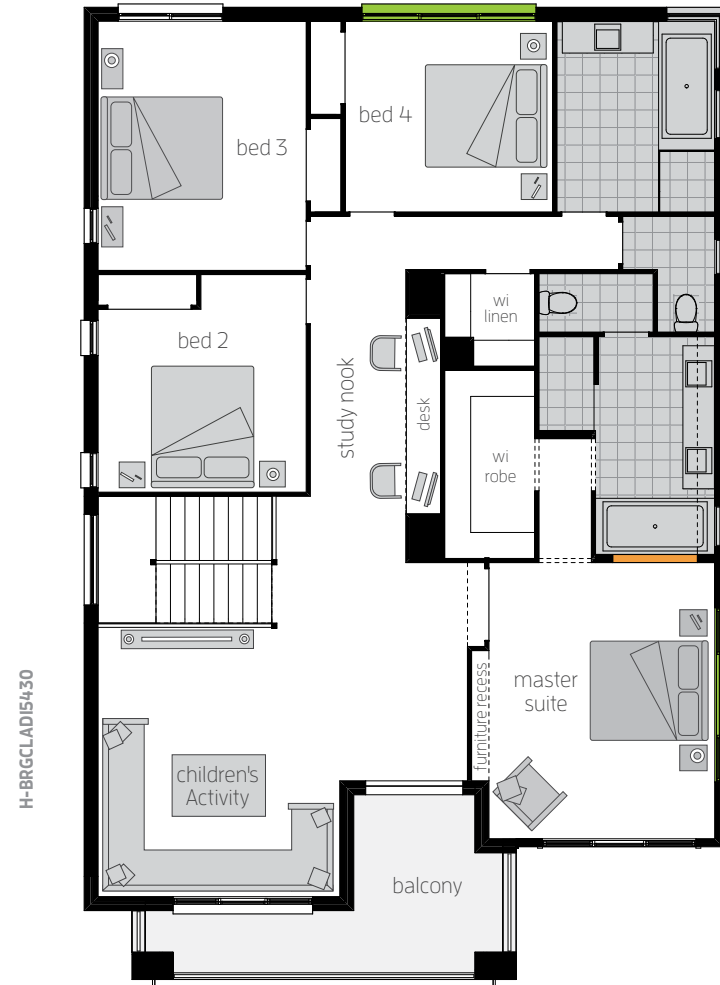 bed 3
bed 4
bed 2
wi
linen
study nook
desk
wi
robe
master
suite
furniture recess
children's
Activity
balcony
H-BRGCLADI5430